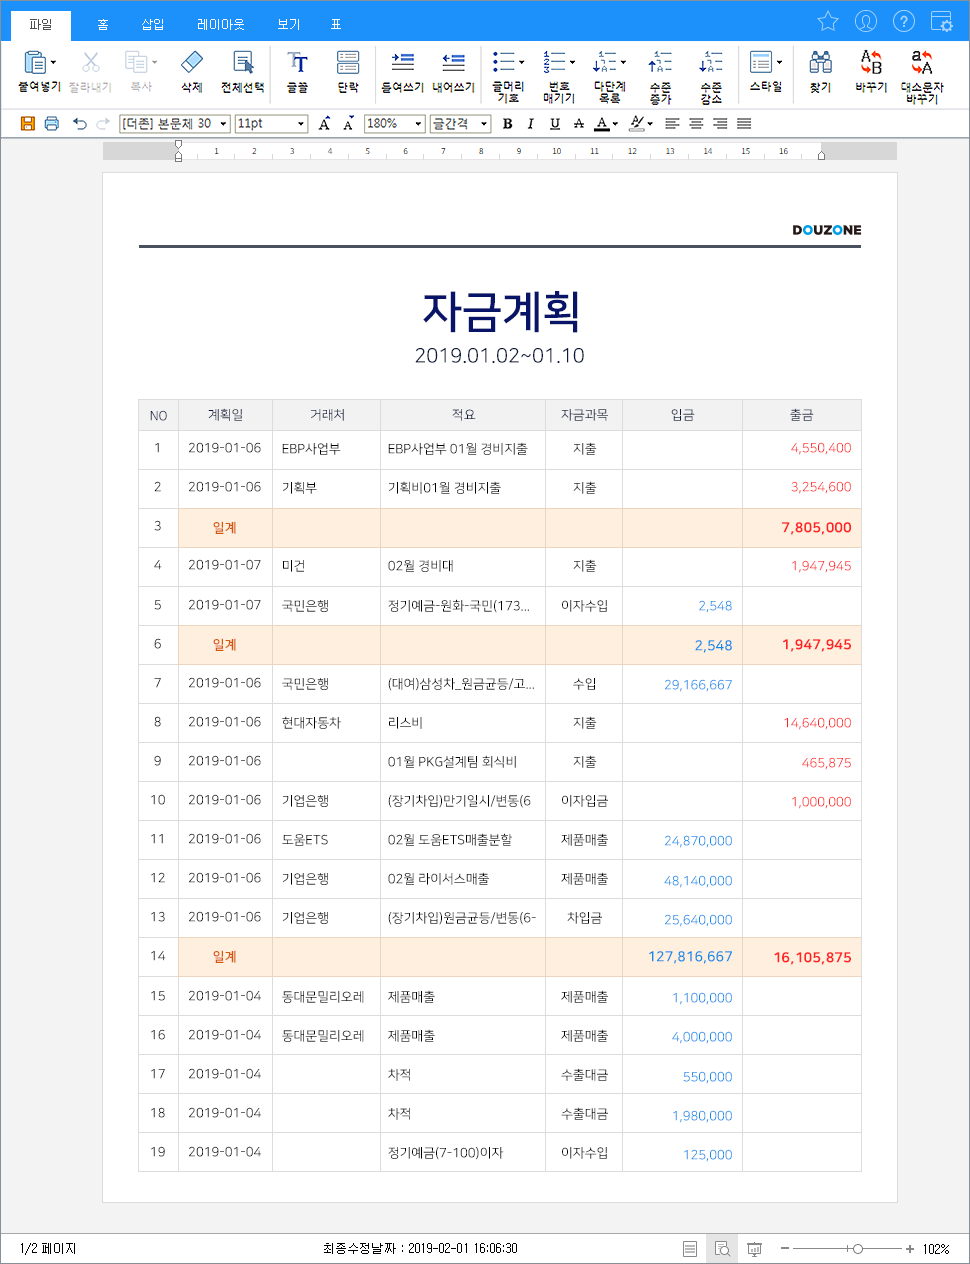 파일 홈 삽입 레이아웃 보기 표
붙여넣기 잘라내기 복사 삭제 전체선택 글꼴 단락 들여쓰기 내어쓰기 글머리 기호 번호 매기기 다단계 목록 수준 증가 수준 감소 스타일 찾기 바꾸기 대소문자 바꾸기
[더존] 본문체 30 11pt 180% 글간격 B I U A A
1 2 3 4 5 6 7 8 9 10 11 12 13 14 15 16
DOUZONE
자금계획
2019.01.02~01.10
NO 계획일 거래처 적요 자금과목 입금 출금
1 2019-01-06 EBP사업부 EBP사업부 01월 경비지출 지출 4,550,400
2 2019-01-06 기획부 기획비01월 경비지출 지출 3,254,600
3 일계 7,805,000
4 2019-01-07 미건 02월 경비대 지출 1,947,945
5 2019-01-07 국민은행 정기예금-원화-국민(173... 이자수입 2,548
6 일계 2,548 1,947,945
7 2019-01-06 국민은행 (대여)삼성차_원금균등/고... 수입 29,166,667
8 2019-01-06 현대자동차 리스비 지출 14,640,000
9 2019-01-06 01월 PKG설계팀 회식비 지출 465,875
10 2019-01-06 기업은행 (장기차입)만기일시/변동(6 이자입금 1,000,000
11 2019-01-06 도움ETS 02월 도움ETS매출분할 제품매출 24,870,000
12 2019-01-06 기업은행 02월 라이서스매출 제품매출 48,140,000
13 2019-01-06 기업은행 (장기차입)원금균등/변동(6- 차입금 25,640,000
14 일계 127,816,667 16,105,875
15 2019-01-04 동대문밀리오레 제품매출 제품매출 1,100,000
16 2019-01-04 동대문밀리오레 제품매출 제품매출 4,000,000
17 2019-01-04 차적 수출대금 550,000
18 2019-01-04 차적 수출대금 1,980,000
19 2019-01-04 정기예금(7-100)이자 이자수입 125,000
1/2 페이지 최종수정날짜 : 2019-02-01 16:06:30 102%